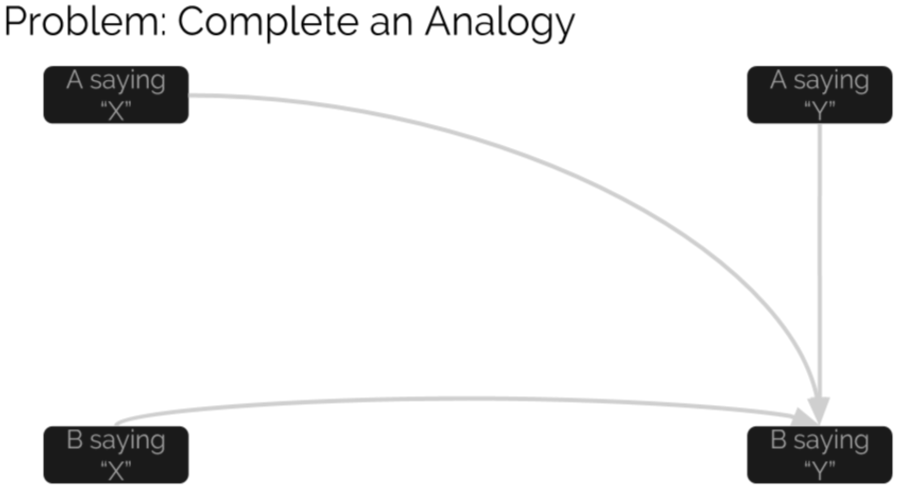 Problem: Complete an Analogy
A saying
“X”
A saying
“Y”
B saying
“X”
B saying
“Y”